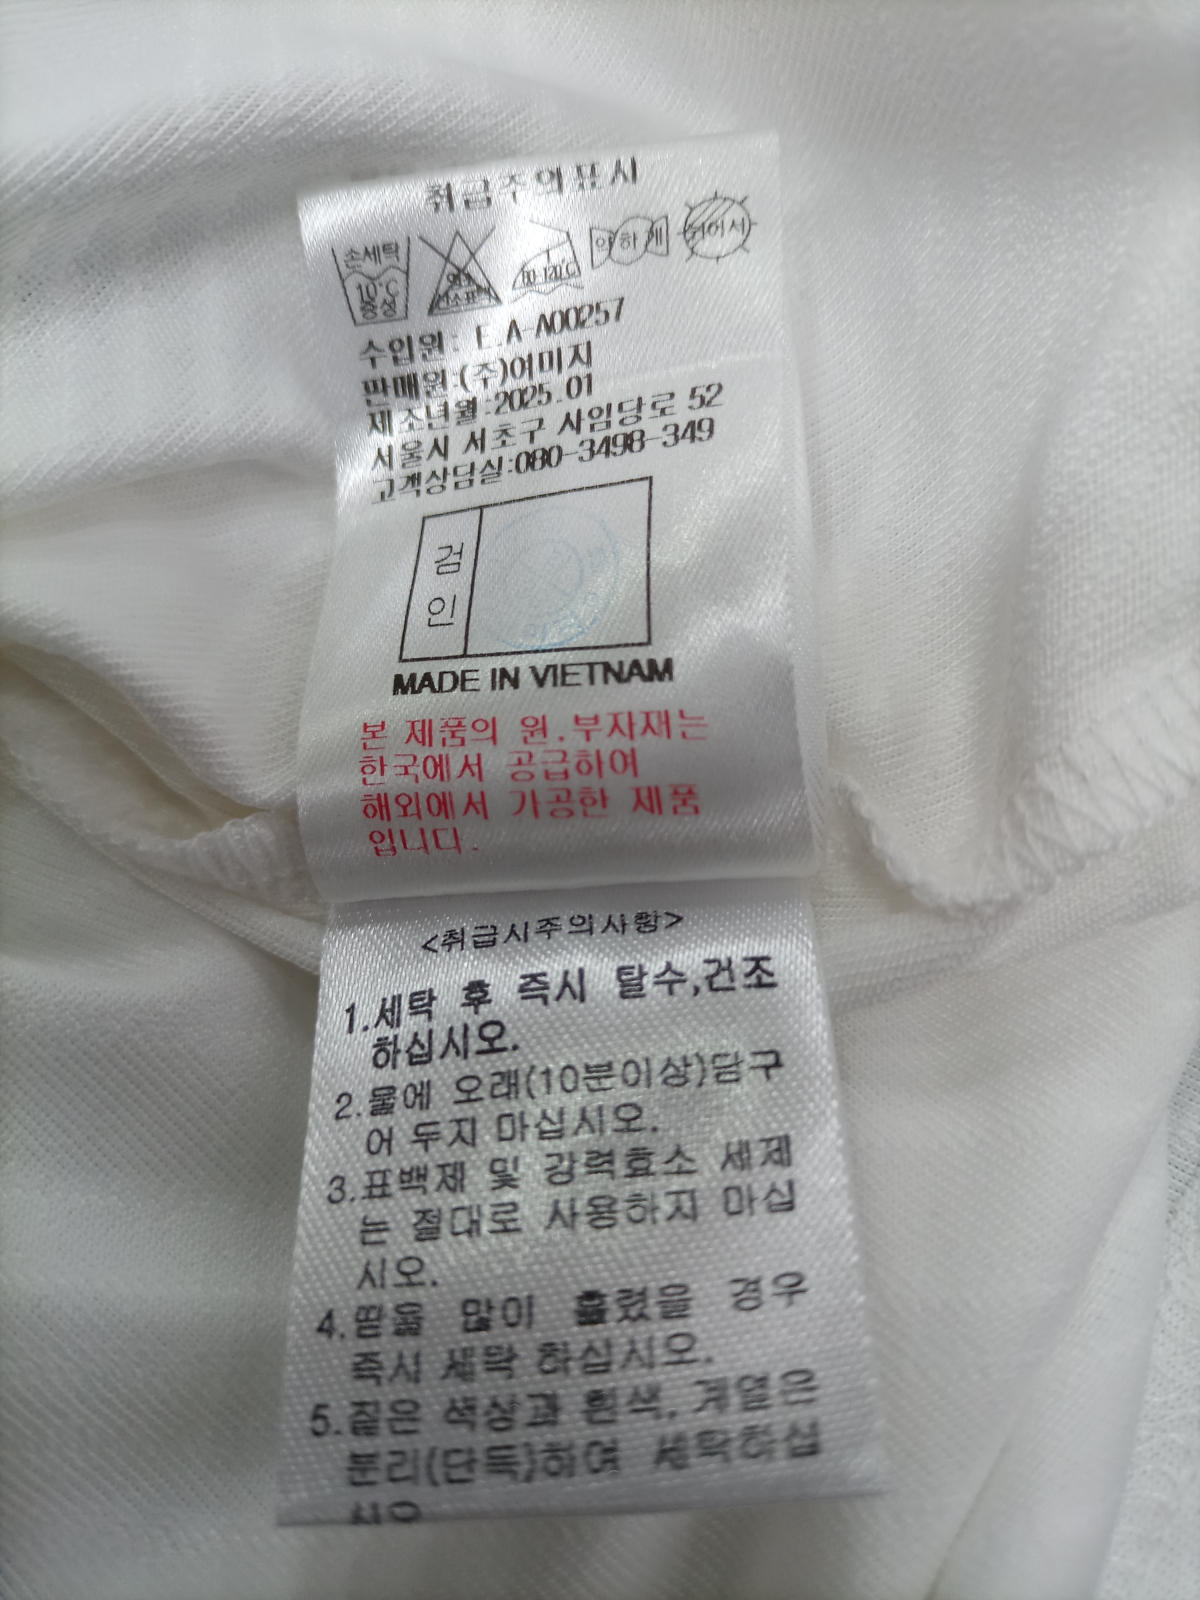 취급주의표시
손세탁
10°C
중성
80-120°C
약하게
뉘어서
수입원: E.A-A00257
판매원:(주)여미지
제조년월:2025.01
서울시 서초구 사임당로 52
고객상담실:080-3498-349
검
인
MADE IN VIETNAM
본 제품의 원.부자재는
한국에서 공급하여
해외에서 가공한 제품
입니다.
<취급시주의사항>
1.세탁 후 즉시 탈수,건조
하십시오.
2.물에 오래(10분이상)담구
어 두지 마십시오.
3.표백제 및 강력효소 세제
는 절대로 사용하지 마십
시오.
4.땀을 많이 흘렸을 경우
즉시 세탁 하십시오.
5.짙은 색상과 흰색, 계열은
분리(단독)하여 세탁하십
시오